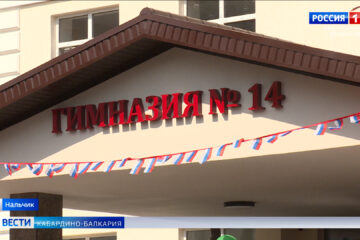 РОССИЯ 1
ГИМНАЗИЯ № 14
Нальчик
ВЕСТИ КАБАРДИНО-БАЛКАРИЯ